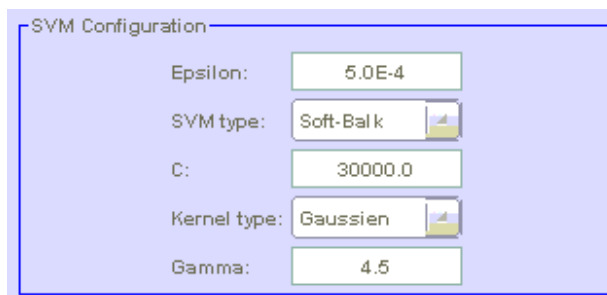 SVM Configuration
Epsilon: 5.0E-4
SVM type: Soft-Balk
C: 30000.0
Kernel type: Gaussien
Gamma: 4.5